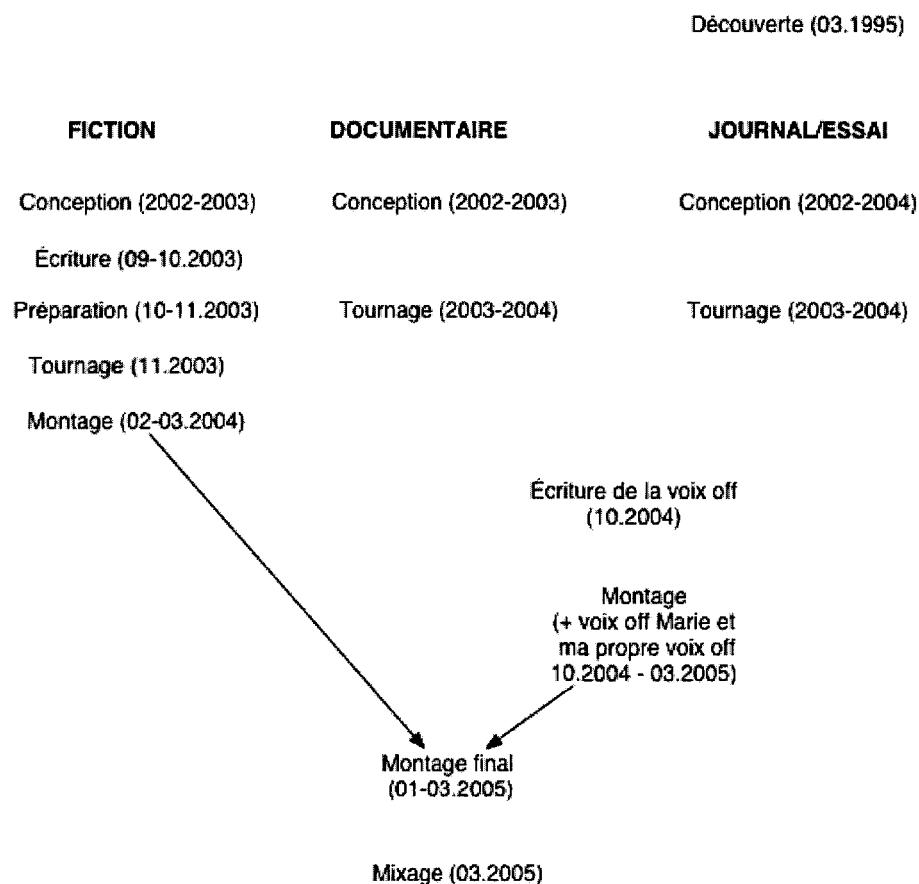 Découverte (03.1995)
FICTION DOCUMENTAIRE JOURNAL/ESSAI
Conception (2002-2003) Conception (2002-2003) Conception (2002-2004)
Écriture (09-10.2003)
Préparation (10-11.2003) Tournage (2003-2004) Tournage (2003-2004)
Tournage (11.2003)
Montage (02-03.2004)
Écriture de la voix off
(10.2004)
Montage
(+ voix off Marie et
ma propre voix off
10.2004 - 03.2005)
Montage final
(01-03.2005)
Mixage (03.2005)